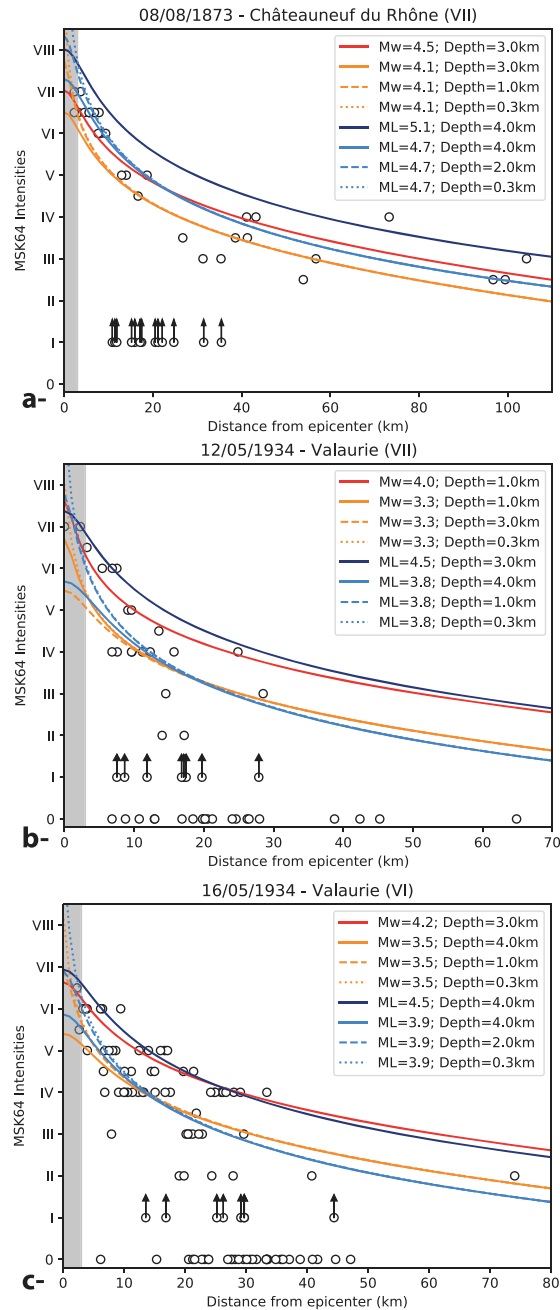 08/08/1873 - Châteauneuf du Rhône (VII)
VIII
VII
VI
V
IV
III
II
I
0
MSK64 Intensities
Mw=4.5; Depth=3.0km
Mw=4.1; Depth=3.0km
Mw=4.1; Depth=1.0km
Mw=4.1; Depth=0.3km
ML=5.1; Depth=4.0km
ML=4.7; Depth=4.0km
ML=4.7; Depth=2.0km
ML=4.7; Depth=0.3km
0 20 40 60 80 100
a-
Distance from epicenter (km)
12/05/1934 - Valaurie (VII)
VIII
VII
VI
V
IV
III
II
I
0
MSK64 Intensities
Mw=4.0; Depth=1.0km
Mw=3.3; Depth=1.0km
Mw=3.3; Depth=3.0km
Mw=3.3; Depth=0.3km
ML=4.5; Depth=3.0km
ML=3.8; Depth=4.0km
ML=3.8; Depth=1.0km
ML=3.8; Depth=0.3km
0 10 20 30 40 50 60 70
b-
Distance from epicenter (km)
16/05/1934 - Valaurie (VI)
VIII
VII
VI
V
IV
III
II
I
0
MSK64 Intensities
Mw=4.2; Depth=3.0km
Mw=3.5; Depth=4.0km
Mw=3.5; Depth=1.0km
Mw=3.5; Depth=0.3km
ML=4.5; Depth=4.0km
ML=3.9; Depth=4.0km
ML=3.9; Depth=2.0km
ML=3.9; Depth=0.3km
0 10 20 30 40 50 60 70 80
c-
Distance from epicenter (km)